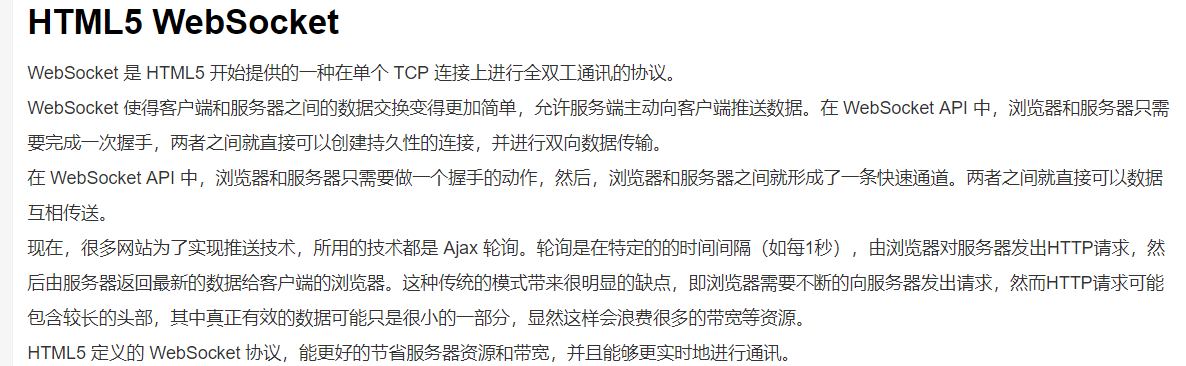 HTML5 WebSocket
WebSocket 是 HTML5 开始提供的一种在单个 TCP 连接上进行全双工通讯的协议。
WebSocket 使得客户端和服务器之间的数据交换变得更加简单，允许服务端主动向客户端推送数据。在 WebSocket API 中，浏览器和服务器只需
要完成一次握手，两者之间就直接可以创建持久性的连接，并进行双向数据传输。
在 WebSocket API 中，浏览器和服务器只需要做一个握手的动作，然后，浏览器和服务器之间就形成了一条快速通道。两者之间就直接可以数据
互相传送。
现在，很多网站为了实现推送技术，所用的技术都是 Ajax 轮询。轮询是在特定的的时间间隔（如每1秒），由浏览器对服务器发出HTTP请求，然
后由服务器返回最新的数据给客户端的浏览器。这种传统的模式带来很明显的缺点，即浏览器需要不断的向服务器发出请求，然而HTTP请求可能
包含较长的头部，其中真正有效的数据可能只是很小的一部分，显然这样会浪费很多的带宽等资源。
HTML5 定义的 WebSocket 协议，能更好的节省服务器资源和带宽，并且能够更实时地进行通讯。